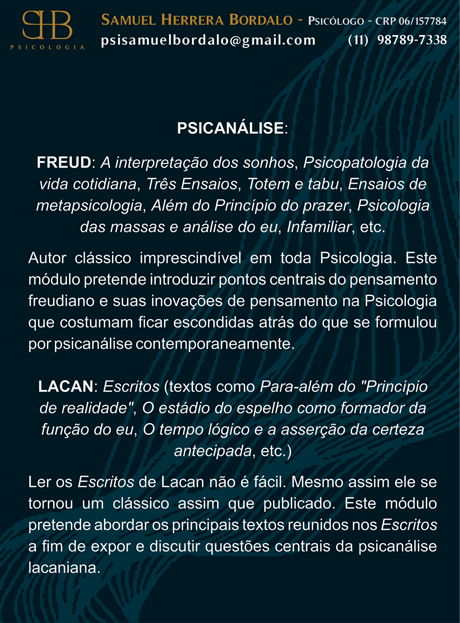 SHB
PSICOLOGIA
SAMUEL HERRERA BORDALO - PSICÓLOGO - CRP 06/157784
psisamuelbordalo@gmail.com (11) 98789-7338
PSICANÁLISE:
FREUD: A interpretação dos sonhos, Psicopatologia da
vida cotidiana, Três Ensaios, Totem e tabu, Ensaios de
metapsicologia, Além do Princípio do prazer, Psicologia
das massas e análise do eu, Infamiliar, etc.
Autor clássico imprescindível em toda Psicologia. Este
módulo pretende introduzir pontos centrais do pensamento
freudiano e suas inovações de pensamento na Psicologia
que costumam ficar escondidas atrás do que se formulou
por psicanálise contemporaneamente.
LACAN: Escritos (textos como Para-além do "Princípio
de realidade", O estádio do espelho como formador da
função do eu, O tempo lógico e a asserção da certeza
antecipada, etc.)
Ler os Escritos de Lacan não é fácil. Mesmo assim ele se
tornou um clássico assim que publicado. Este módulo
pretende abordar os principais textos reunidos nos Escritos
a fim de expor e discutir questões centrais da psicanálise
lacaniana.